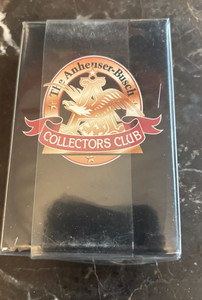 The Anheuser-Busch
COLLECTORS CLUB